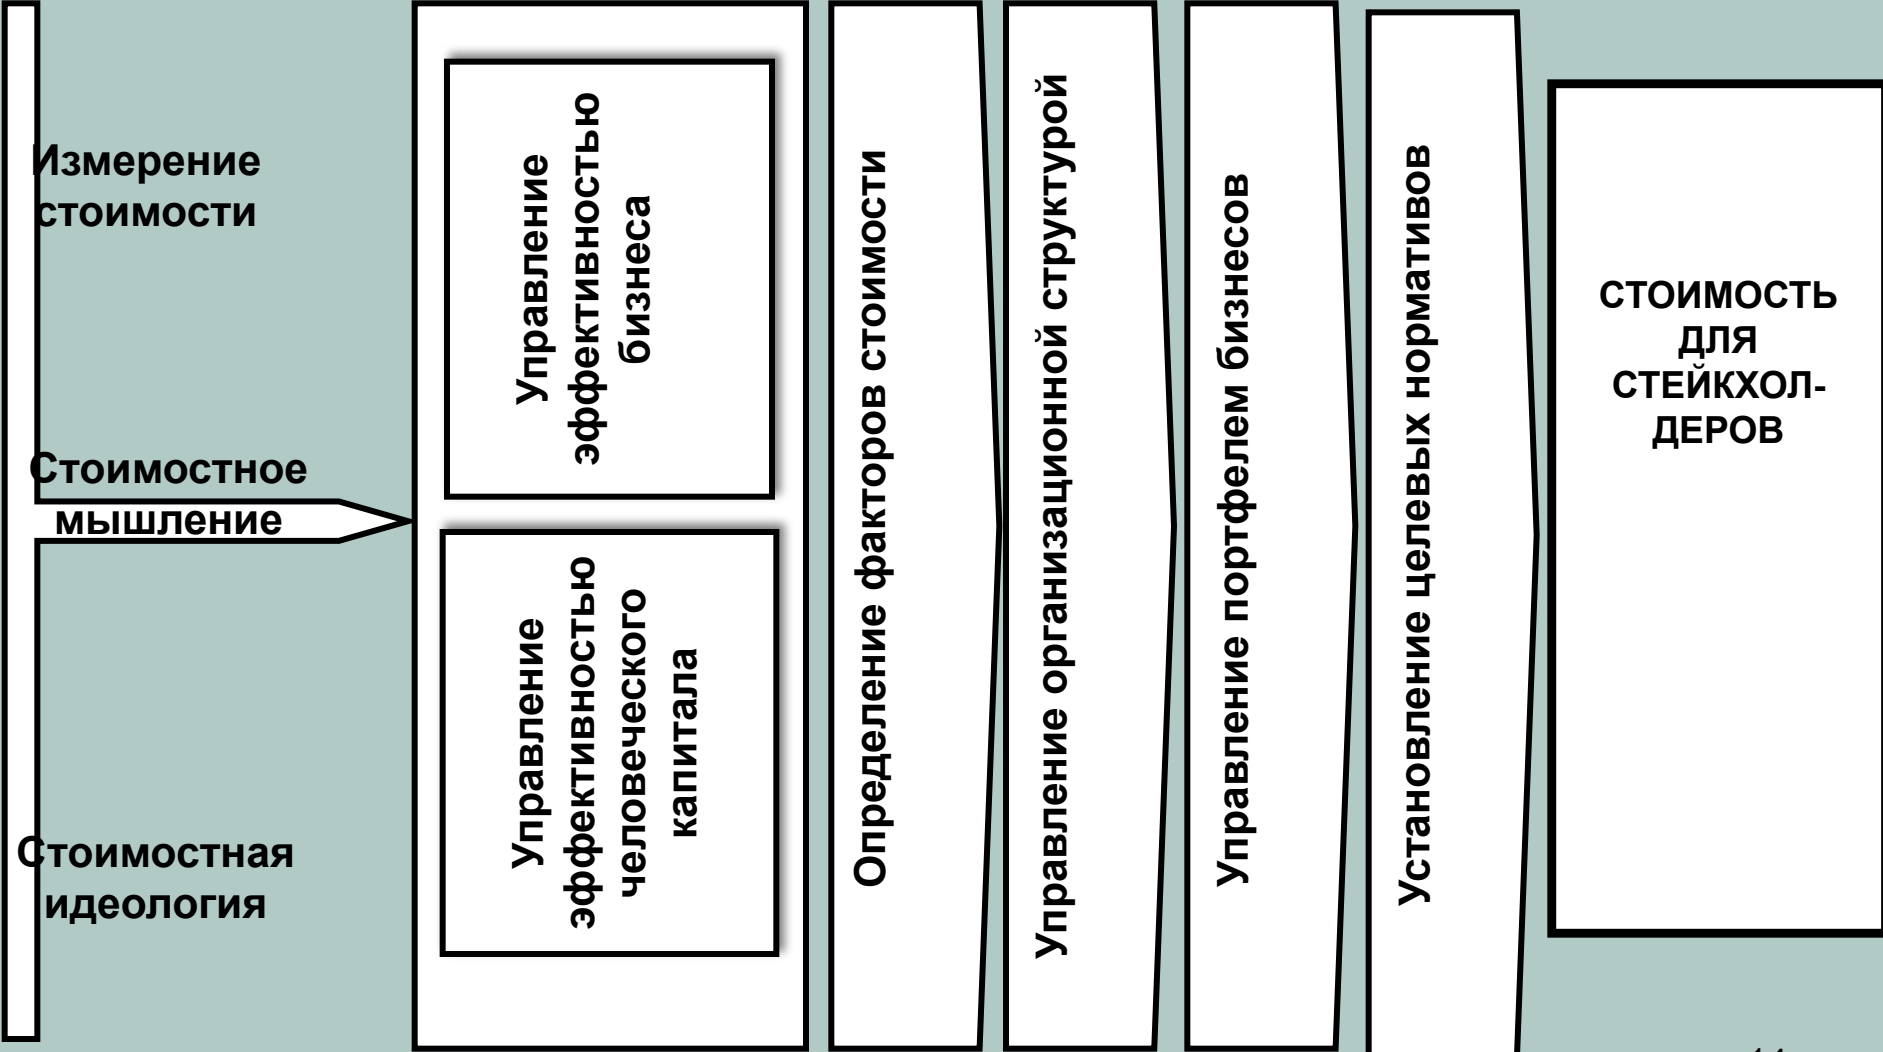 Измерение
стоимости
Стоимостное
мышление
Стоимостная
идеология
Управление
эффективностью
бизнеса
Управление
эффективностью
человеческого
капитала
Определение факторов стоимости
Управление организационной структурой
Управление портфелем бизнесов
Установление целевых нормативов
СТОИМОСТЬ
ДЛЯ
СТЕЙКХОЛ-
ДЕРОВ